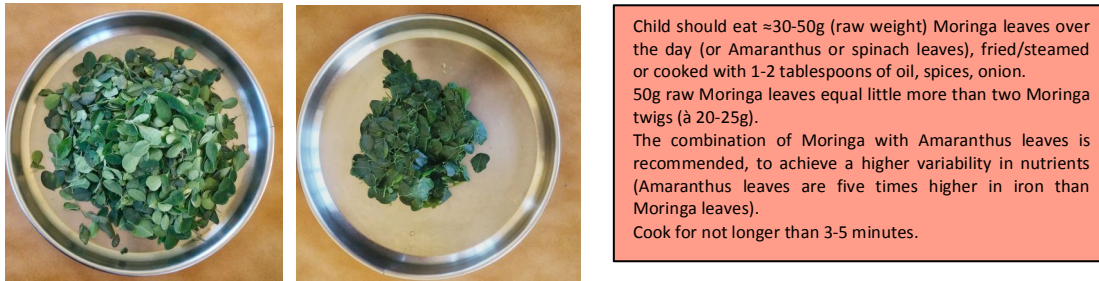 Child should eat ≈30-50g (raw weight) Moringa leaves over
the day (or Amaranthus or spinach leaves), fried/steamed
or cooked with 1-2 tablespoons of oil, spices, onion.
50g raw Moringa leaves equal little more than two Moringa
twigs (à 20-25g).
The combination of Moringa with Amaranthus leaves is
recommended, to achieve a higher variability in nutrients
(Amaranthus leaves are five times higher in iron than
Moringa leaves).
Cook for not longer than 3-5 minutes.